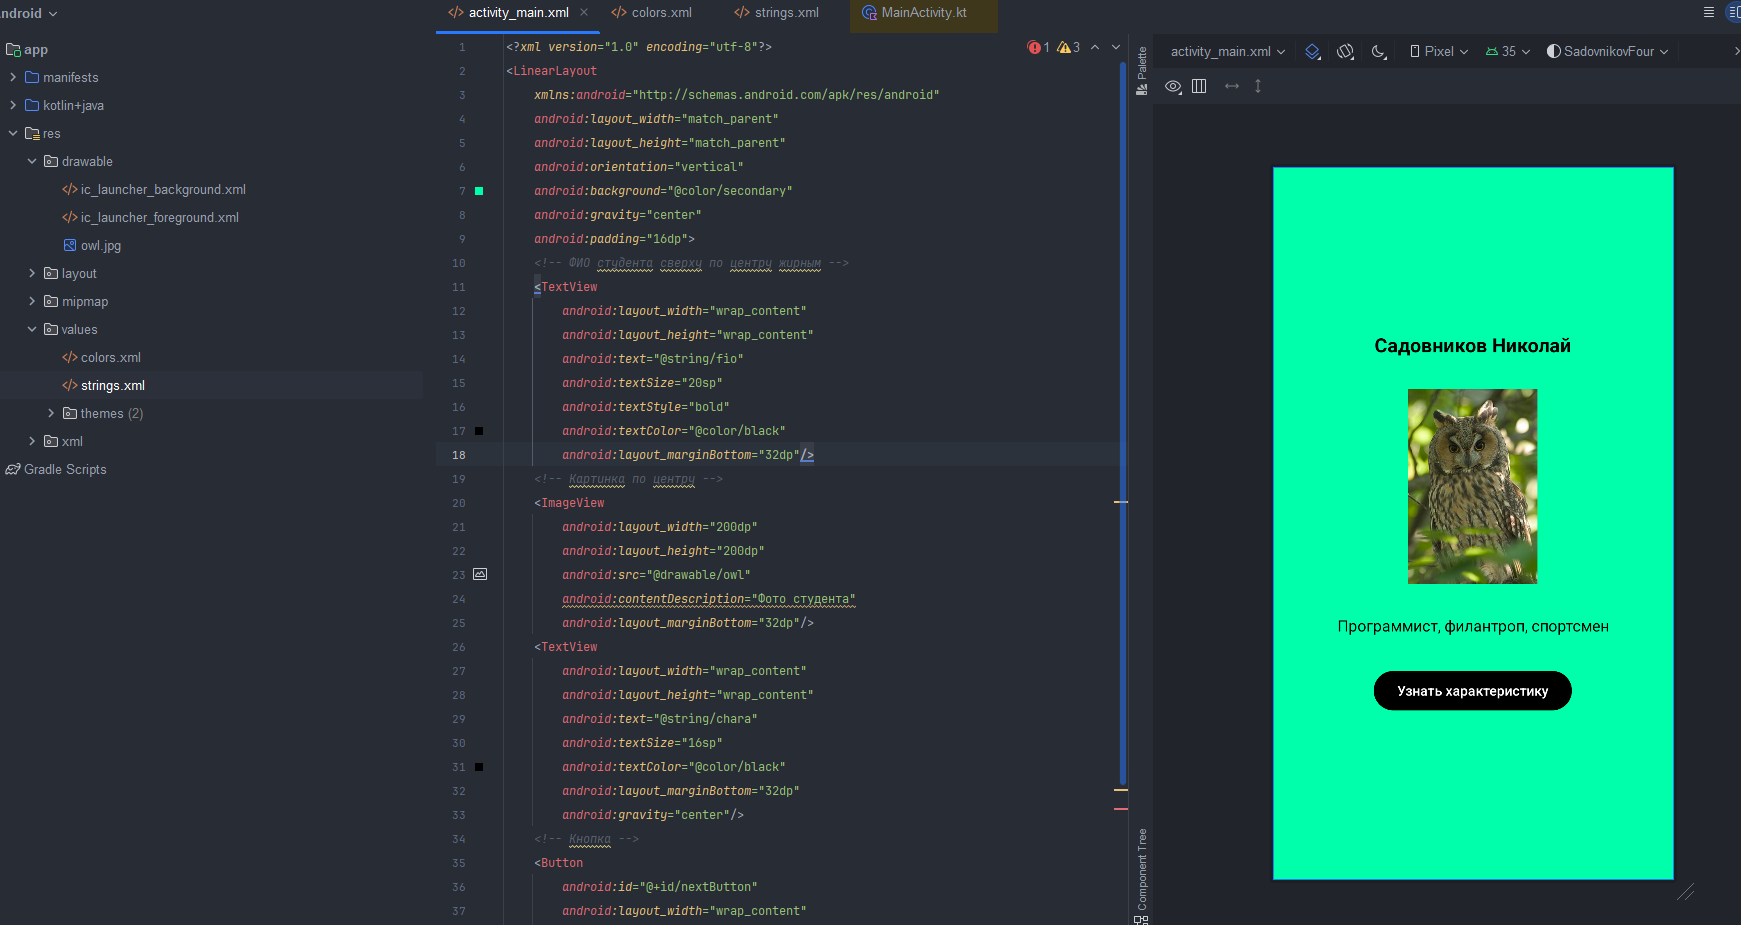 ndroid
activity_main.xml
colors.xml
strings.xml
MainActivity.kt
app
manifests
kotlin+java
res
drawable
ic_launcher_background.xml
ic_launcher_foreground.xml
owl.jpg
layout
mipmap
values
colors.xml
strings.xml
themes (2)
xml
Gradle Scripts
1 <?xml version="1.0" encoding="utf-8"?>
2 <LinearLayout
3 xmlns:android="http://schemas.android.com/apk/res/android"
4 android:layout_width="match_parent"
5 android:layout_height="match_parent"
6 android:orientation="vertical"
7 android:background="@color/secondary"
8 android:gravity="center"
9 android:padding="16dp">
10 <!-- ФИО студента сверху по центру жирным -->
11 <TextView
12 android:layout_width="wrap_content"
13 android:layout_height="wrap_content"
14 android:text="@string/fio"
15 android:textSize="20sp"
16 android:textStyle="bold"
17 android:textColor="@color/black"
18 android:layout_marginBottom="32dp"/>
19 <!-- Картинка по центру -->
20 <ImageView
21 android:layout_width="200dp"
22 android:layout_height="200dp"
23 android:src="@drawable/owl"
24 android:contentDescription="Фото студента"
25 android:layout_marginBottom="32dp"/>
26 <TextView
27 android:layout_width="wrap_content"
28 android:layout_height="wrap_content"
29 android:text="@string/chara"
30 android:textSize="16sp"
31 android:textColor="@color/black"
32 android:layout_marginBottom="32dp"
33 android:gravity="center"/>
34 <!-- Кнопка -->
35 <Button
36 android:id="@+id/nextButton"
37 android:layout_width="wrap_content"
1 3
Palette
Component Tree
activity_main.xml Pixel 35 SadovnikovFour
Садовников Николай
Программист, филантроп, спортсмен
Узнать характеристику